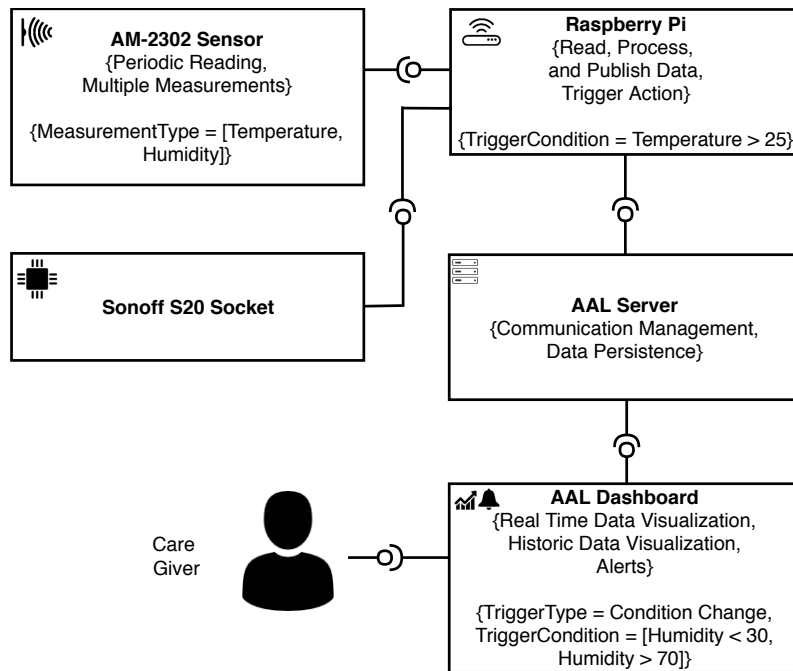 AM-2302 Sensor
{Periodic Reading,
Multiple Measurements}
{MeasurementType = [Temperature,
Humidity]}
Raspberry Pi
{Read, Process,
and Publish Data,
Trigger Action}
{TriggerCondition = Temperature > 25}
Sonoff S20 Socket
AAL Server
{Communication Management,
Data Persistence}
Care
Giver
AAL Dashboard
{Real Time Data Visualization,
Historic Data Visualization,
Alerts}
{TriggerType = Condition Change,
TriggerCondition = [Humidity < 30,
Humidity > 70]}